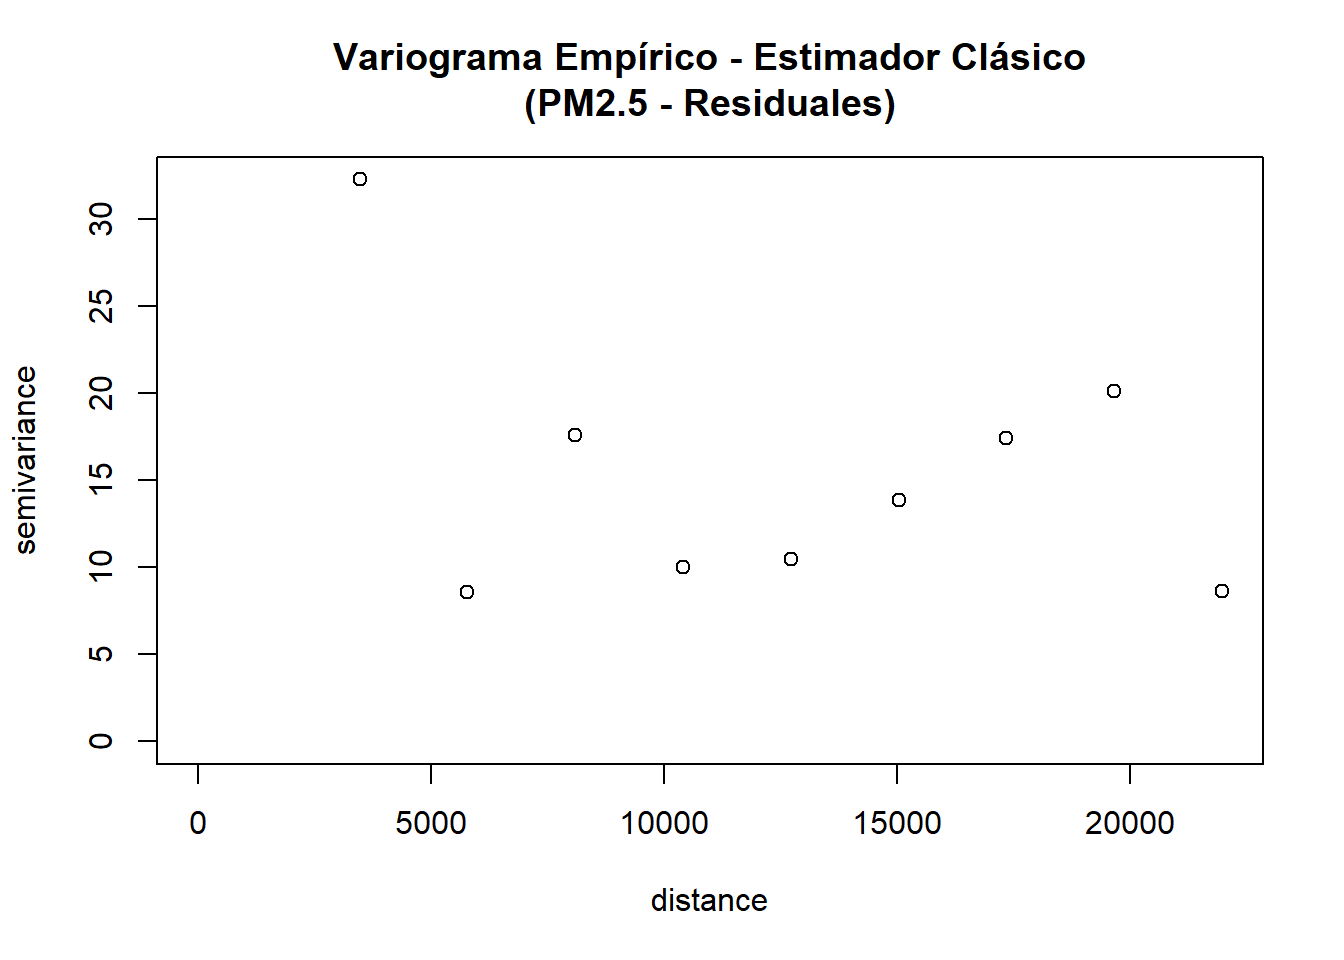 Variograma Empírico - Estimador Clásico
(PM2.5 - Residuales)
semivariance
30
25
20
15
10
5
0
0 5000 10000 15000 20000
distance